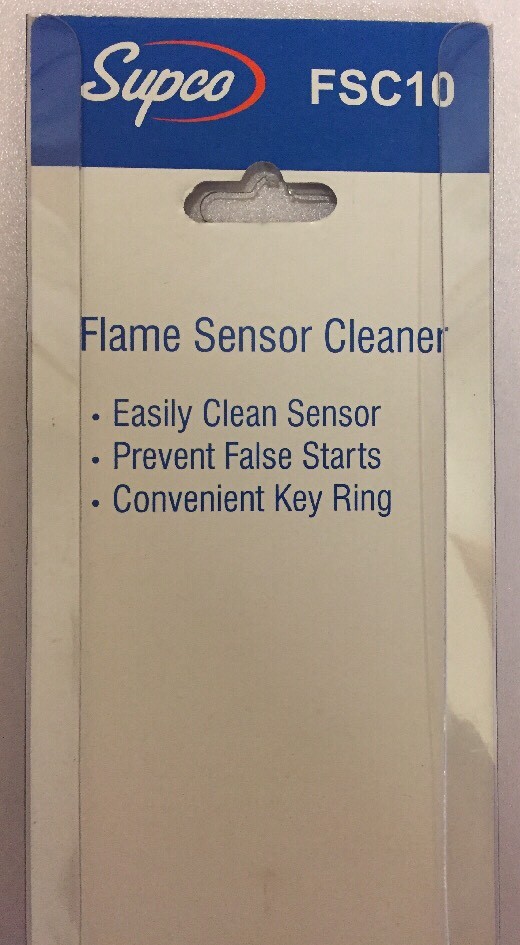 Supco FSC10
Flame Sensor Cleaner
• Easily Clean Sensor
• Prevent False Starts
• Convenient Key Ring